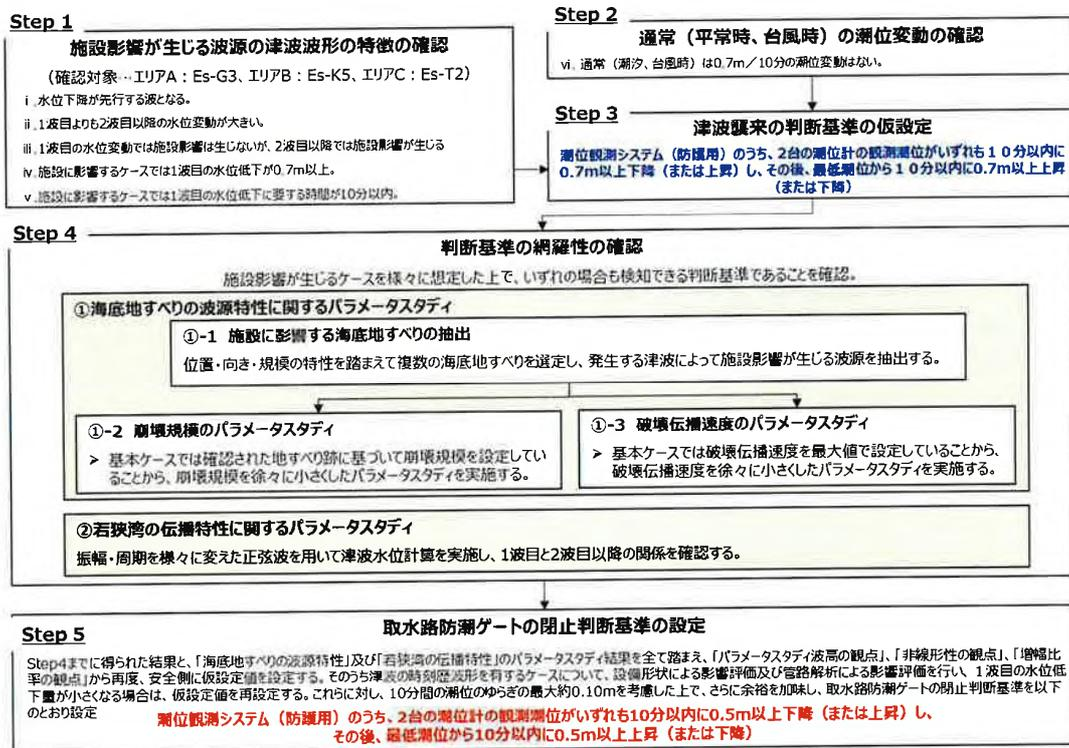 Step 1
施設影響が生じる波源の津波波形の特徴の確認
（確認対象…エリアA：Es-G3、エリアB：Es-K5、エリアC：Es-T2）
ⅰ.水位下降が先行する波となる。
ⅱ.1波目よりも2波目以降の水位変動が大きい。
ⅲ.1波目の水位変動では施設影響は生じないが、2波目以降では施設影響が生じる
ⅳ.施設に影響するケースでは1波目の水位低下が0.7m以上。
ⅴ.施設に影響するケースでは1波目の水位低下に要する時間が10分以内。
Step 2
通常（平常時、台風時）の潮位変動の確認
ⅵ.通常（潮汐、台風時）は0.7m／10分の潮位変動はない。
Step 3
津波襲来の判断基準の仮設定
潮位観測システム（防護用）のうち、2台の潮位計の観測潮位がいずれも１０分以内に
0.7m以上下降（または上昇）し、その後、最低潮位から１０分以内に0.7m以上上昇
（または下降）
Step 4
判断基準の網羅性の確認
施設影響が生じるケースを様々に想定した上で、いずれの場合も検知できる判断基準であることを確認。
①海底地すべりの波源特性に関するパラメータスタディ
①-1 施設に影響する海底地すべりの抽出
位置・向き・規模の特性を踏まえて複数の海底地すべりを選定し、発生する津波によって施設影響が生じる波源を抽出する。
①-2 崩壊規模のパラメータスタディ
➢ 基本ケースでは確認された地すべり跡に基づいて崩壊規模を設定してい
ることから、崩壊規模を徐々に小さくしたパラメータスタディを実施する。
①-3 破壊伝播速度のパラメータスタディ
➢ 基本ケースでは破壊伝播速度を最大値で設定していることから、
破壊伝播速度を徐々に小さくしたパラメータスタディを実施する。
②若狭湾の伝播特性に関するパラメータスタディ
振幅・周期を様々に変えた正弦波を用いて津波水位計算を実施し、1波目と2波目以降の関係を確認する。
Step 5
取水路防潮ゲートの閉止判断基準の設定
Step4までに得られた結果と、「海底地すべりの波源特性」及び「若狭湾の伝播特性」のパラメータスタディ結果を全て踏まえ、「パラメータスタディ波高の観点」、「非線形性の観点」、「増幅比
率の観点」から再度、安全側に仮設定値を設定する。そのうち津波の時刻歴波形を有するケースについて、設備形状による影響評価及び管路解析による影響評価を行い、１波目の水位低
下量が小さくなる場合は、仮設定値を再設定する。これに対し、10分間の潮位のゆらぎの最大約0.10mを考慮した上で、さらに余裕を加味し、取水路防潮ゲートの閉止判断基準を以下
のとおり設定
潮位観測システム（防護用）のうち、2台の潮位計の観測潮位がいずれも10分以内に0.5m以上下降（または上昇）し、
その後、最低潮位から10分以内に0.5m以上上昇（または下降）